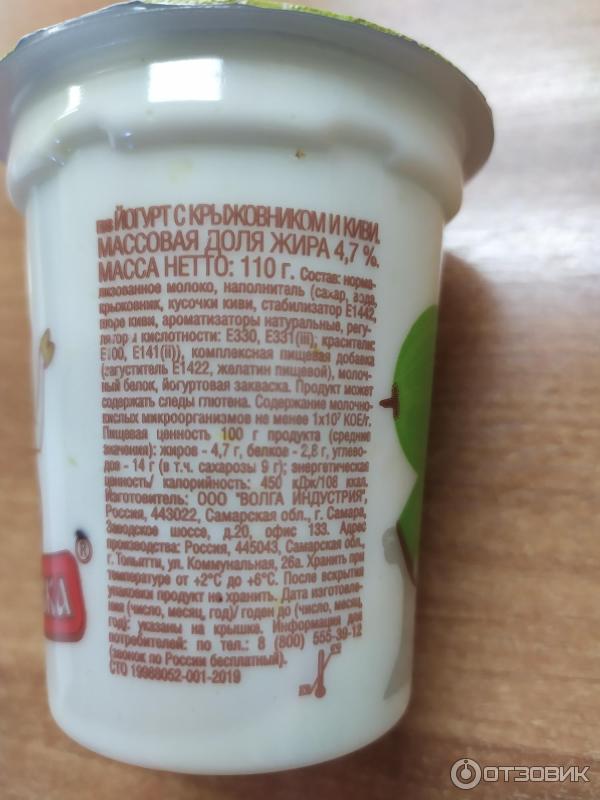 ЙОГУРТ С КРЫЖОВНИКОМ И КИВИ.
МАССОВАЯ ДОЛЯ ЖИРА 4,7 %.
МАССА НЕТТО: 110 г. Состав: норма-
лизованное молоко, наполнитель (сахар, вода,
крыжовник, кусочки киви, стабилизатор Е1442,
пюре киви, ароматизаторы натуральные, регу-
ляторы кислотности: Е330, Е331(iii), красители:
Е100, Е141(ii)), комплексная пищевая добавка
(загуститель Е1422, желатин пищевой), молоч-
ный белок, йогуртовая закваска. Продукт может
содержать следы глютена. Содержание молочно-
кислых микроорганизмов не менее 1x10⁷ КОЕ/г.
Пищевая ценность 100 г продукта (средние
значения): жиров - 4,7 г, белков - 2,8 г, углево-
дов - 14 г (в т.ч. сахарозы 9 г); энергетическая
ценность/ калорийность: 450 кДж/108 ккал.
Изготовитель: ООО "ВОЛГА ИНДУСТРИЯ",
Россия, 443022, Самарская обл., г. Самара,
Заводское шоссе, д.20, офис 133. Адрес
производства: Россия, 445043, Самарская обл.,
г. Тольятти, ул. Коммунальная, 26а. Хранить при
температуре от +2°С до +6°С. После вскрытия
упаковки продукт не хранить. Дата изготовле-
ния (число, месяц, год)/ годен до (число, месяц,
год): указаны на крышке. Информация для
потребителей: по тел.: 8 (800) 555-39-12
(звонок по России бесплатный).
СТО 19988052-001-2019
®
ОТЗОВИК